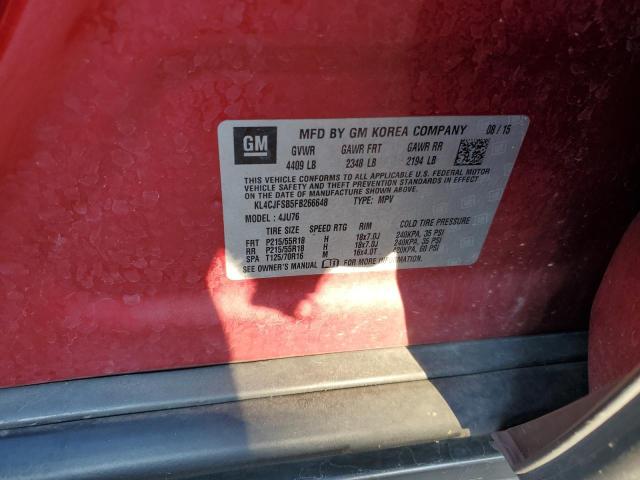 GM MFD BY GM KOREA COMPANY 08 / 15
GVWR GAWR FRT GAWR RR
4409 LB 2348 LB 2194 LB
THIS VEHICLE CONFORMS TO ALL APPLICABLE U.S. FEDERAL MOTOR
VEHICLE SAFETY AND THEFT PREVENTION STANDARDS IN EFFECT ON THE
DATE OF MANUFACTURE SHOWN ABOVE.
KL4CJFSB5FB266648 TYPE: MPV
MODEL : 4JU76
TIRE SIZE SPEED RTG RIM COLD TIRE PRESSURE
FRT P215/55R18 H 18x7.0J 240KPA, 35 PSI
RR P215/55R18 H 18x7.0J 240KPA, 35 PSI
SPA T125/70R16 M 16x4.0T 420KPA, 60 PSI
SEE OWNER'S MANUAL FOR MORE INFORMATION.